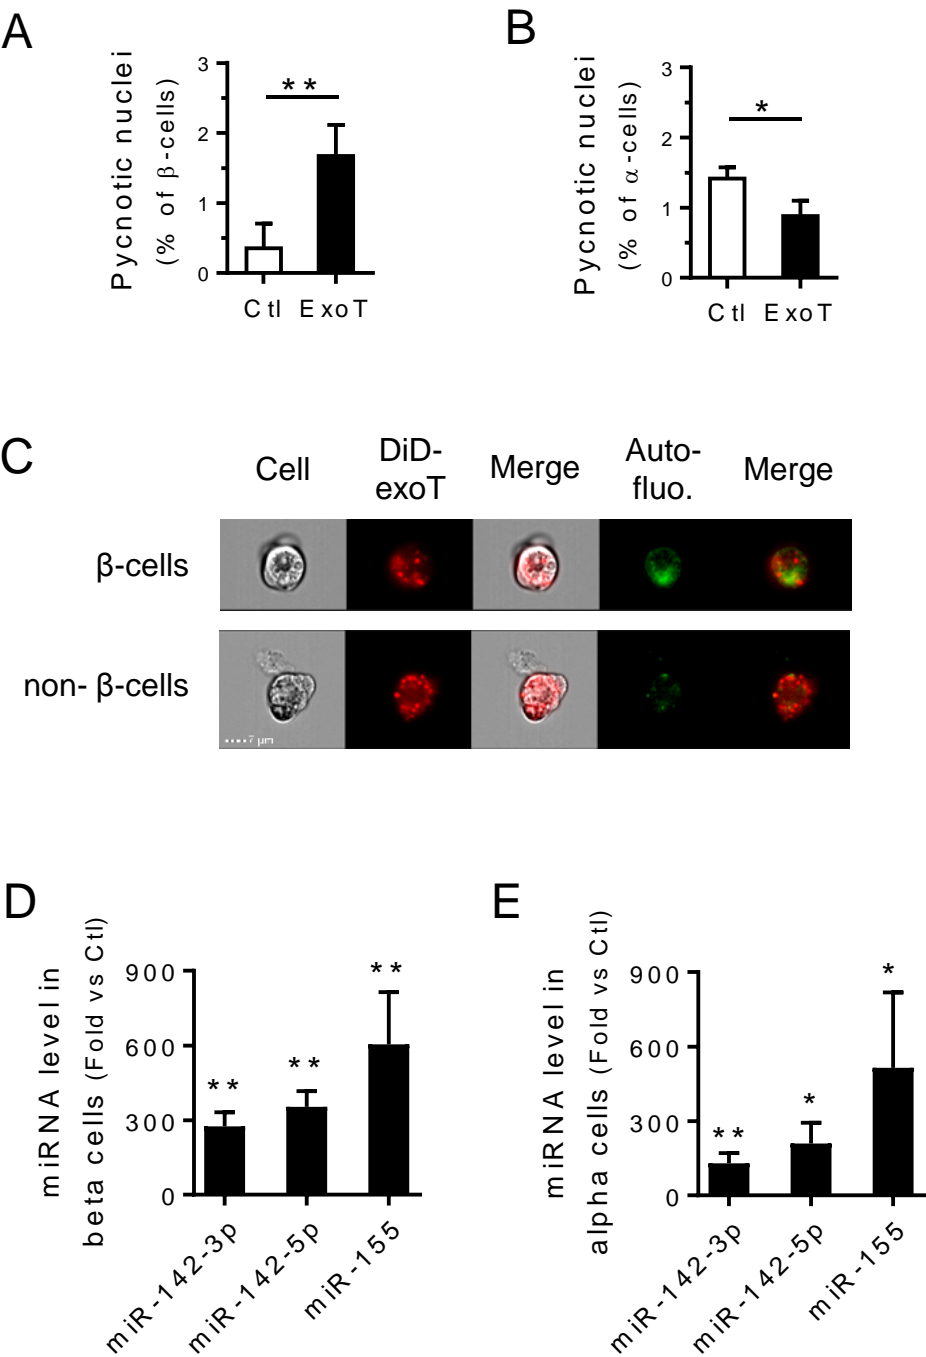 A
Pycnotic nuclei
(% of β-cells)
3
2
1
0
**
Ctl ExoT
B
Pycnotic nuclei
(% of α-cells)
3
2
1
0
*
Ctl ExoT
C
Cell
DiD-
exoT
Merge
Auto-
fluo.
Merge
β-cells
non- β-cells
7 µm
D
miRNA level in
beta cells (Fold vs Ctl)
900
600
300
0
**
**
**
miR-142-3p
miR-142-5p
miR-155
E
miRNA level in
alpha cells (Fold vs Ctl)
900
600
300
0
**
*
*
miR-142-3p
miR-142-5p
miR-155